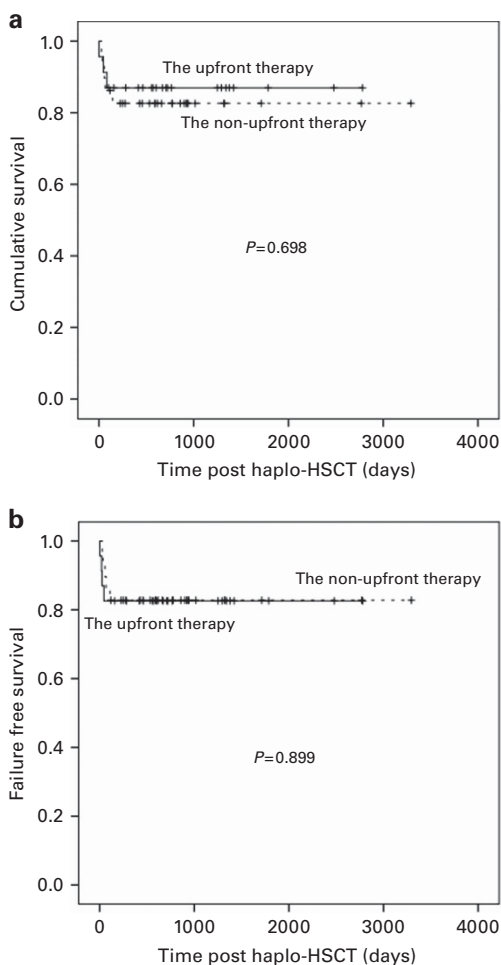 a
1.0
0.8
0.6
0.4
0.2
0.0
Cumulative survival
The upfront therapy
The non-upfront therapy
P=0.698
0 1000 2000 3000 4000
Time post haplo-HSCT (days)
b
1.0
0.8
0.4
0.2
0.0
Failure free survival
The non-upfront therapy
The upfront therapy
P=0.899
0 1000 2000 3000 4000
Time post haplo-HSCT (days)